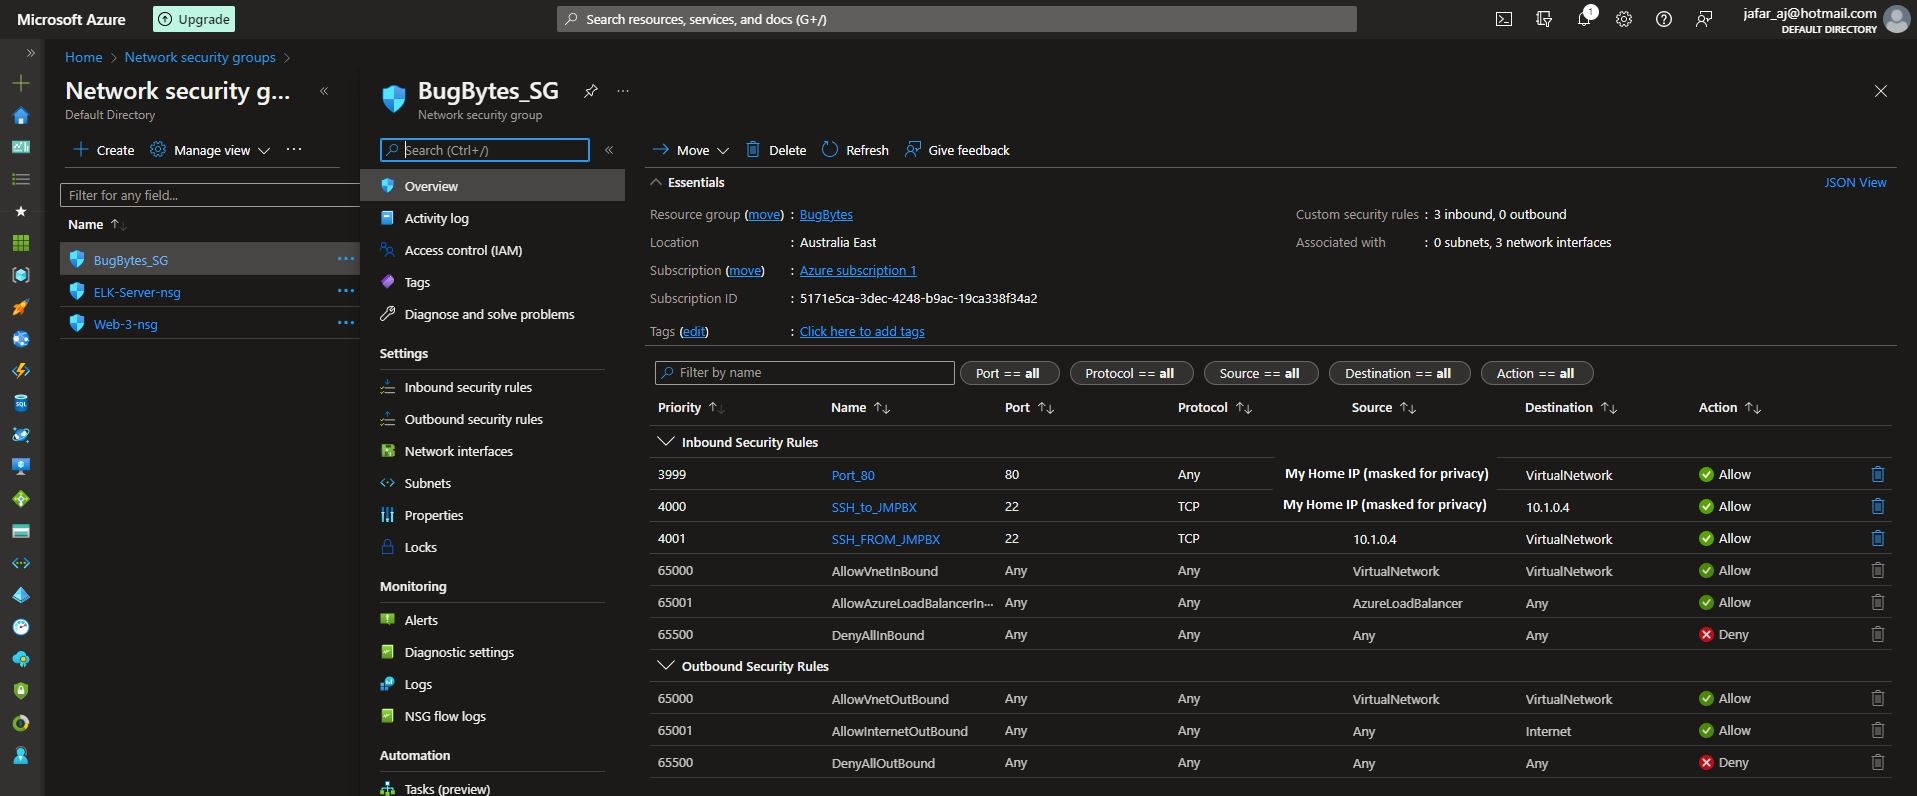 Microsoft Azure
Upgrade
Search resources, services, and docs (G+/)
1
jafar_aj@hotmail.com
DEFAULT DIRECTORY
Home > Network security groups >
Network security g...
Default Directory
Create Manage view ...
Filter for any field...
Name
BugBytes_SG
ELK-Server-nsg
Web-3-nsg
BugBytes_SG
Network security group
Search (Ctrl+/)
Overview
Activity log
Access control (IAM)
Tags
Diagnose and solve problems
Settings
Inbound security rules
Outbound security rules
Network interfaces
Subnets
Properties
Locks
Monitoring
Alerts
Diagnostic settings
Logs
NSG flow logs
Automation
Tasks (preview)
Move Delete Refresh Give feedback
Essentials
JSON View
Resource group (move) : BugBytes
Location : Australia East
Subscription (move) : Azure subscription 1
Subscription ID : 5171e5ca-3dec-4248-b9ac-19ca338f34a2
Tags (edit) : Click here to add tags
Custom security rules : 3 inbound, 0 outbound
Associated with : 0 subnets, 3 network interfaces
Filter by name Port == all Protocol == all Source == all Destination == all Action == all
Priority Name Port Protocol Source Destination Action
Inbound Security Rules
3999 Port_80 80 Any My Home IP (masked for privacy) VirtualNetwork Allow
4000 SSH_to_JMPBX 22 TCP My Home IP (masked for privacy) 10.1.0.4 Allow
4001 SSH_FROM_JMPBX 22 TCP 10.1.0.4 VirtualNetwork Allow
65000 AllowVnetInBound Any Any VirtualNetwork VirtualNetwork Allow
65001 AllowAzureLoadBalancerIn··· Any Any AzureLoadBalancer Any Allow
65500 DenyAllInBound Any Any Any Any Deny
Outbound Security Rules
65000 AllowVnetOutBound Any Any VirtualNetwork VirtualNetwork Allow
65001 AllowInternetOutBound Any Any Any Internet Allow
65500 DenyAllOutBound Any Any Any Any Deny